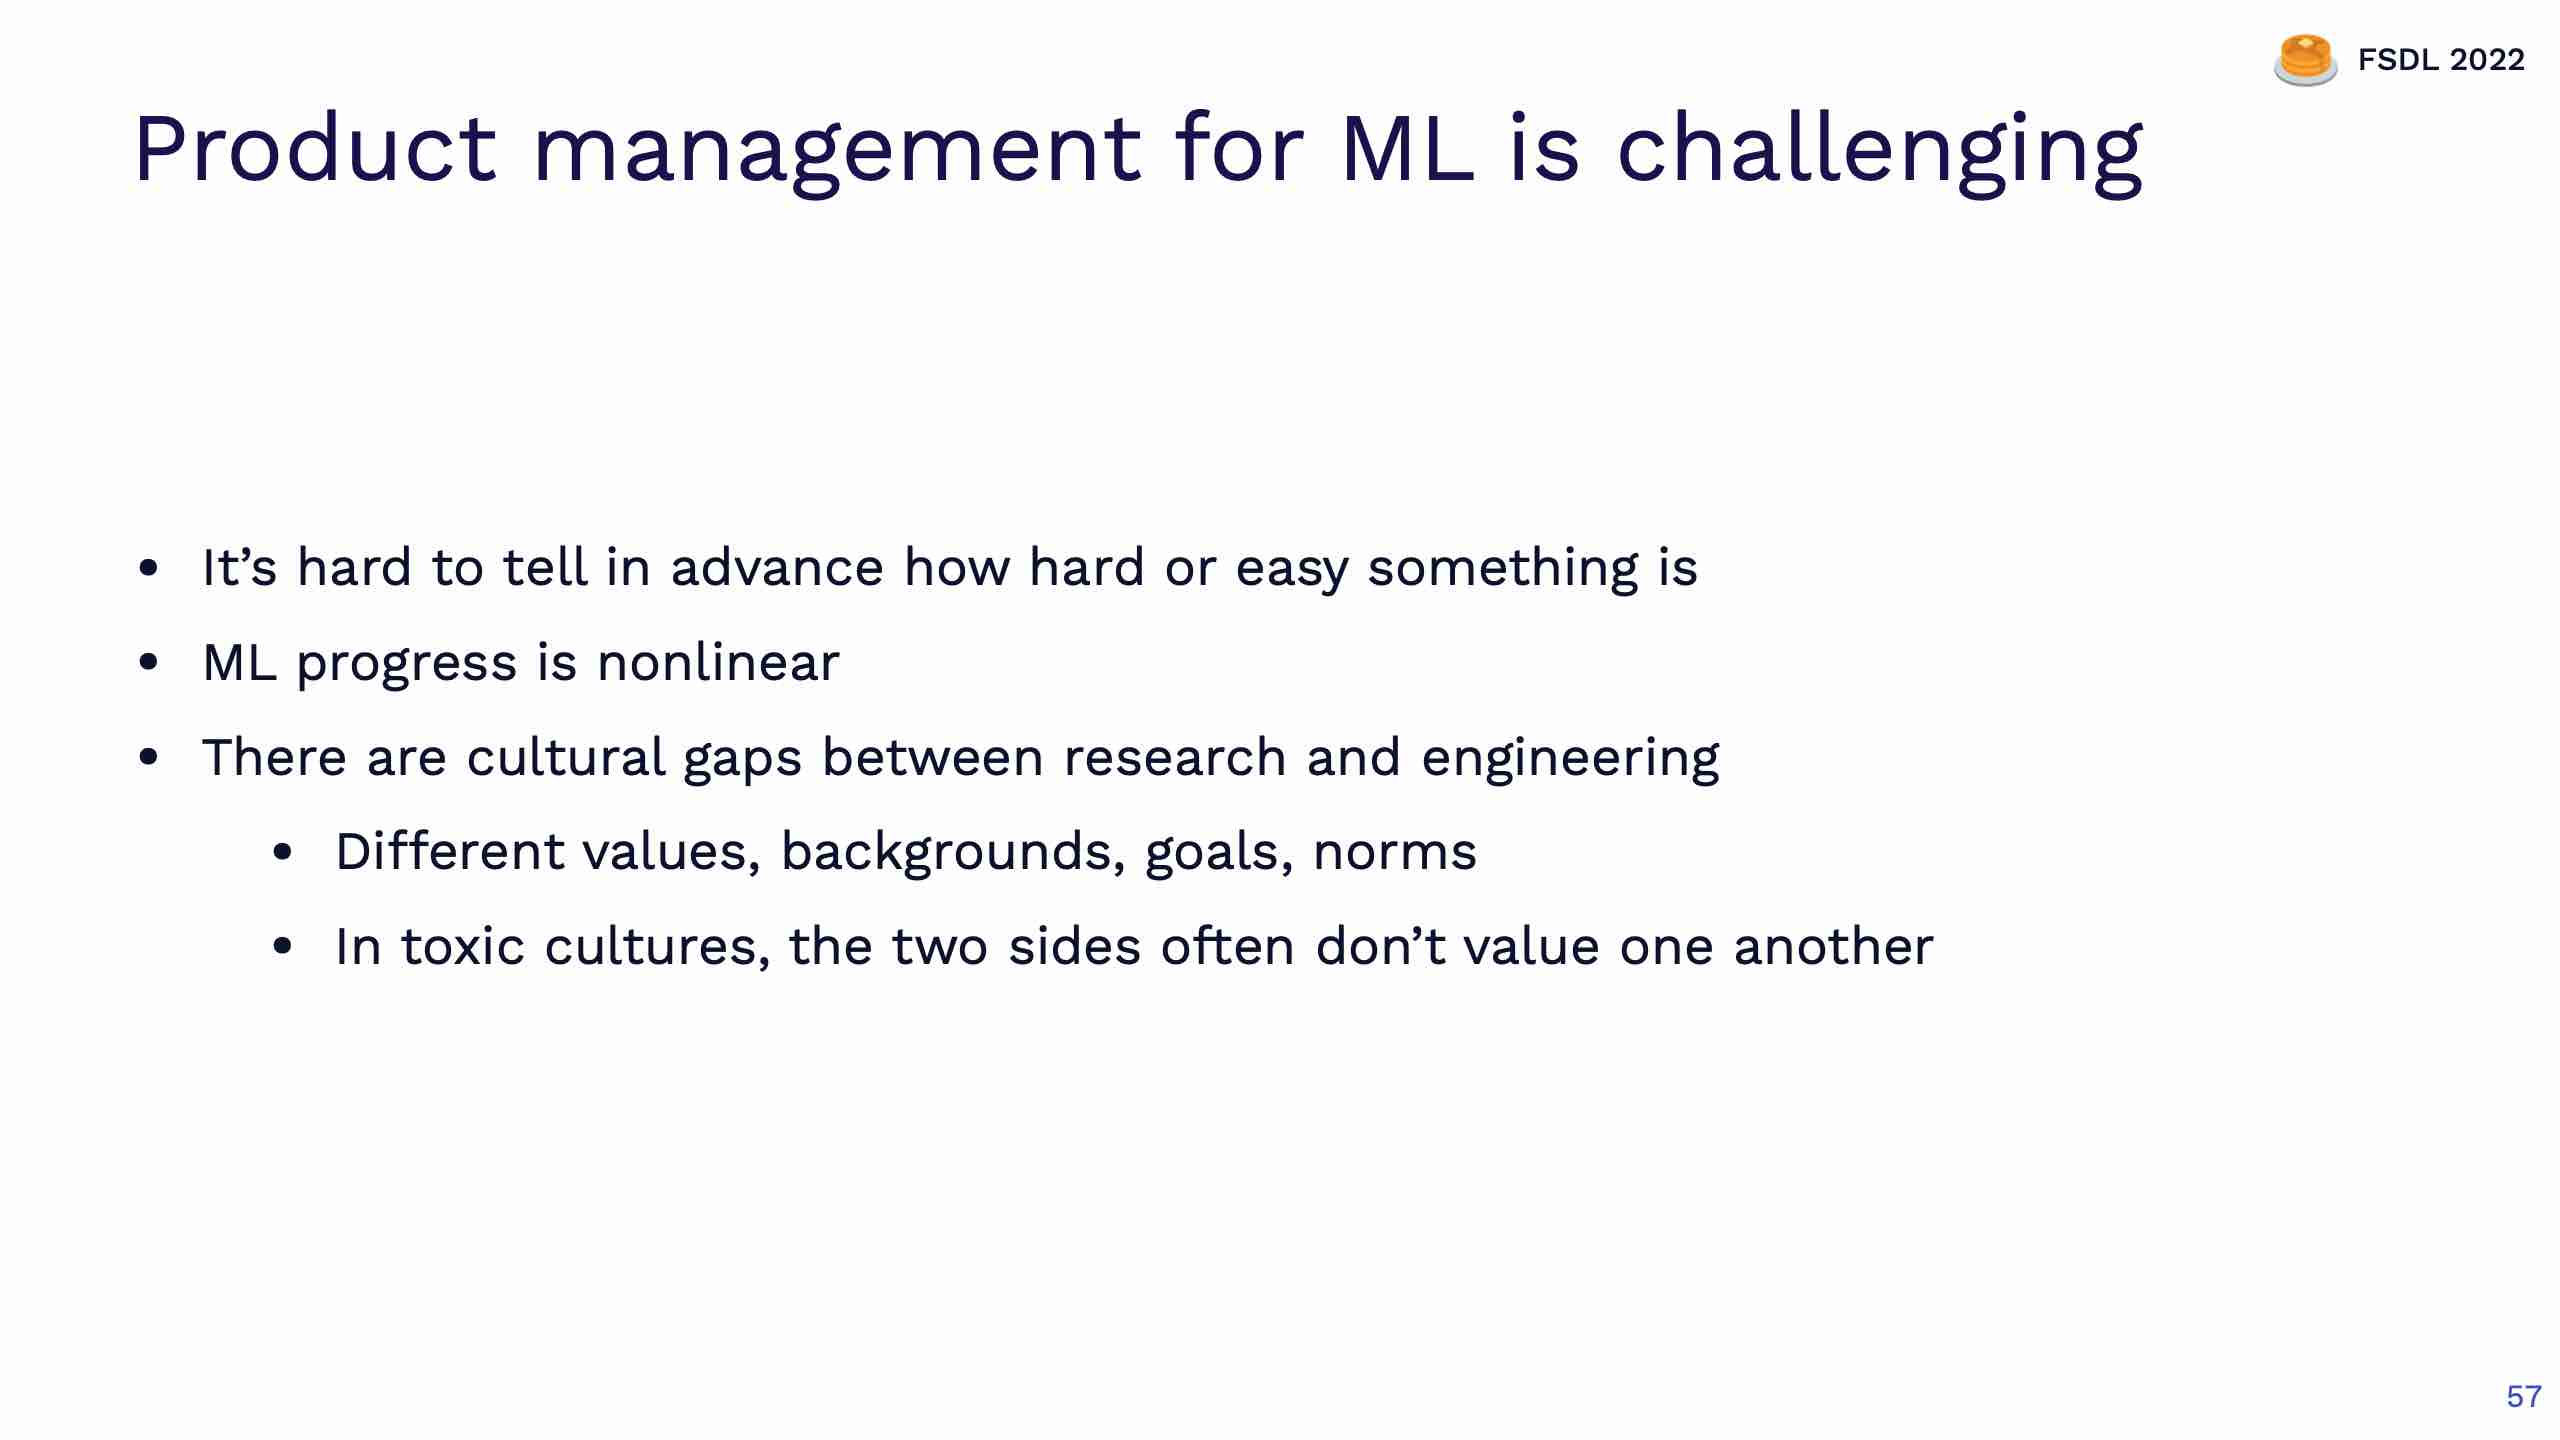 FSDL 2022
Product management for ML is challenging
• It’s hard to tell in advance how hard or easy something is
• ML progress is nonlinear
• There are cultural gaps between research and engineering
• Different values, backgrounds, goals, norms
• In toxic cultures, the two sides often don’t value one another
57